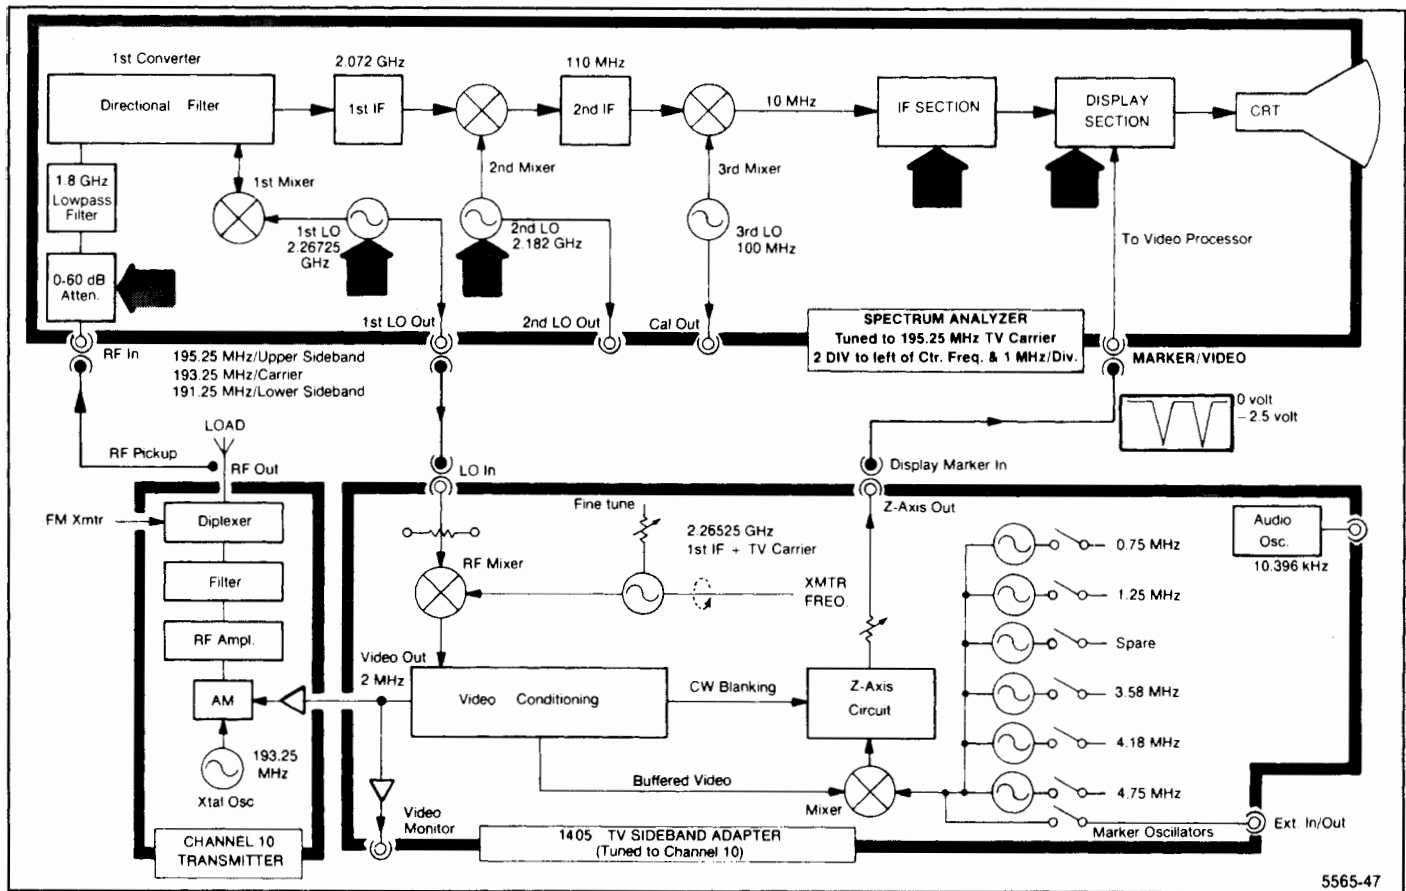 1st Converter
2.072 GHz
110 MHz
Directional Filter
1st IF
2nd IF
10 MHz
IF SECTION
DISPLAY
SECTION
CRT
1.8 GHz
Lowpass
Filter
1st Mixer
2nd Mixer
3rd Mixer
1st LO
2.26725
GHz
2nd LO
2.182 GHz
3rd LO
100 MHz
To Video Processor
0-60 dB
Atten.
1st LO Out
2nd LO Out
Cal Out
SPECTRUM ANALYZER
Tuned to 195.25 MHz TV Carrier
2 DIV to left of Ctr. Freq. & 1 MHz/Div.
RF In
195.25 MHz/Upper Sideband
193.25 MHz/Carrier
191.25 MHz/Lower Sideband
MARKER/VIDEO
0 volt
-2.5 volt
LOAD
RF Pickup
RF Out
LO In
Display Marker In
Z-Axis Out
FM Xmtr
Diplexer
Fine tune
2.26525 GHz
1st IF + TV Carrier
RF Mixer
XMTR
FREQ.
Audio
Osc.
10.396 kHz
0.75 MHz
1.25 MHz
Spare
3.58 MHz
4.18 MHz
4.75 MHz
Filter
RF Ampl.
Video Out
2 MHz
Video Conditioning
CW Blanking
Z-Axis
Circuit
AM
193.25
MHz
Xtal Osc
Buffered Video
Mixer
Video
Monitor
Marker Oscillators
Ext. In/Out
CHANNEL 10
TRANSMITTER
1405 TV SIDEBAND ADAPTER
(Tuned to Channel 10)
5565-47